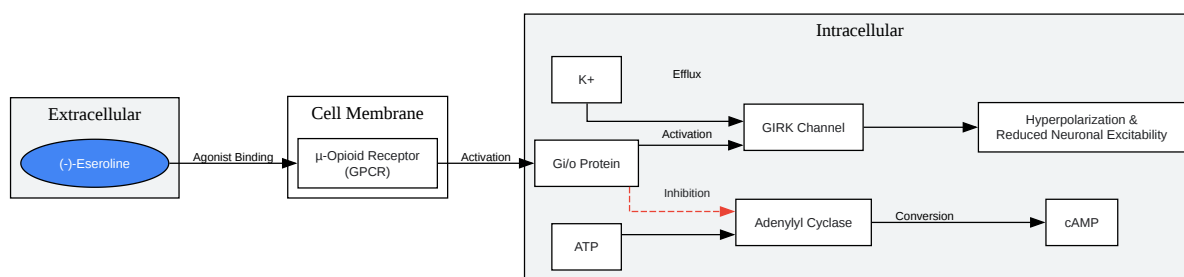 Intracellular
K+
Efflux
Extracellular
Cell Membrane
GIRK Channel
Hyperpolarization &
Reduced Neuronal Excitability
Activation
(-)-Eseroline
Agonist Binding
µ-Opioid Receptor
(GPCR)
Activation
Gi/o Protein
Inhibition
Adenylyl Cyclase
Conversion
cAMP
ATP